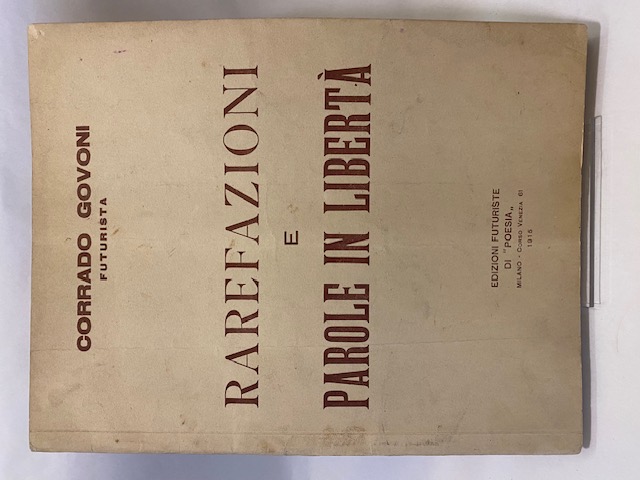 CORRADO GOVONI
FUTURISTA
RAREFAZIONI
E
PAROLE IN LIBERTÀ
EDIZIONI FUTURISTE
DI "POESIA„
MILANO - CORSO VENEZIA 61
1915